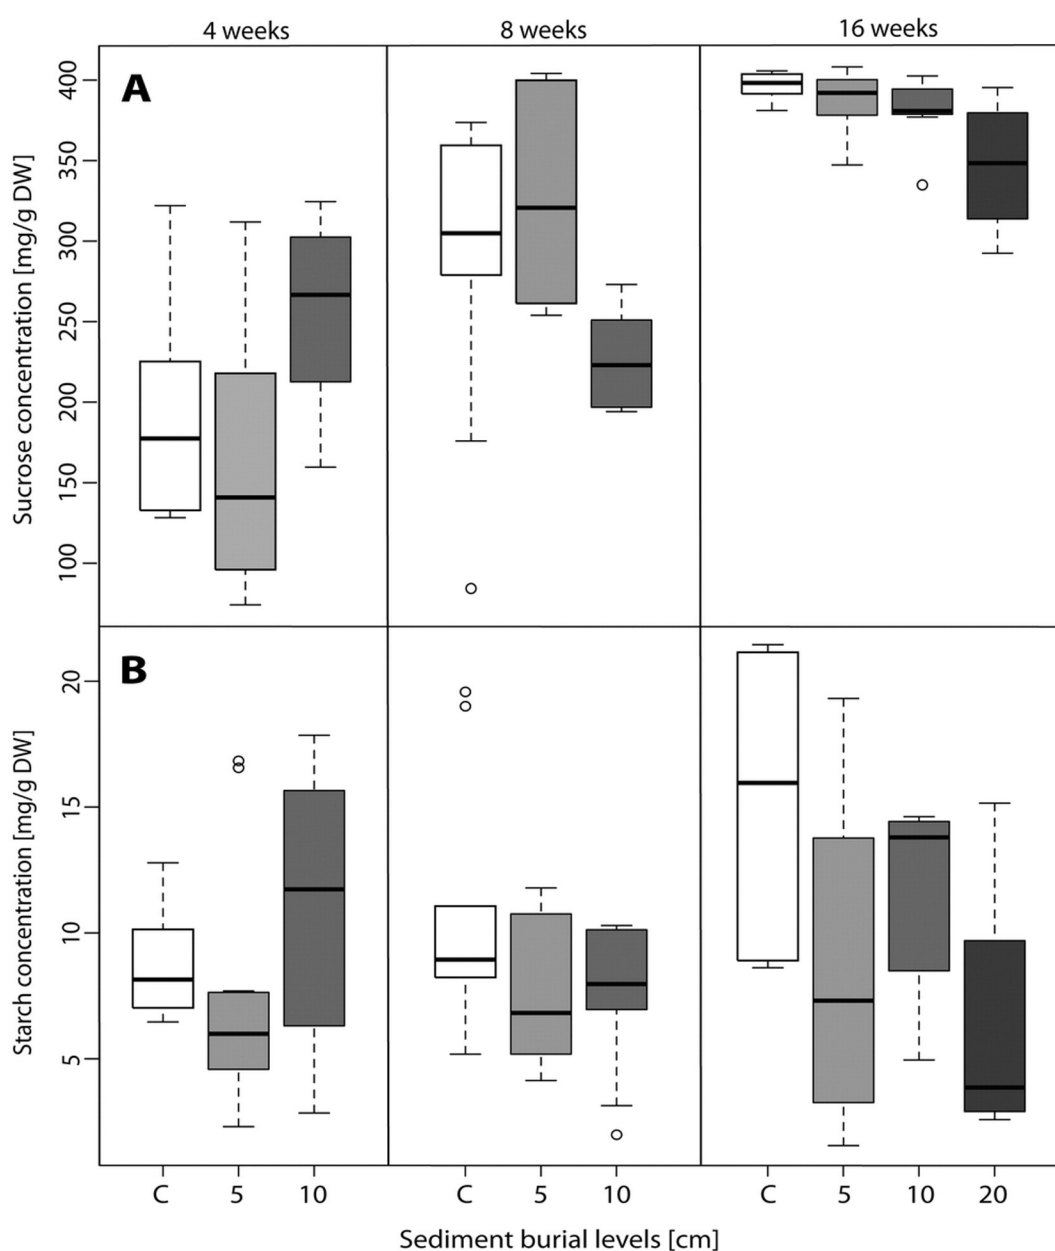 4 weeks 8 weeks 16 weeks
A
Sucrose concentration [mg/g DW]
400
350
300
250
200
150
100
B
Starch concentration [mg/g DW]
20
15
10
5
C 5 10 C 5 10 C 5 10 20
Sediment burial levels [cm]